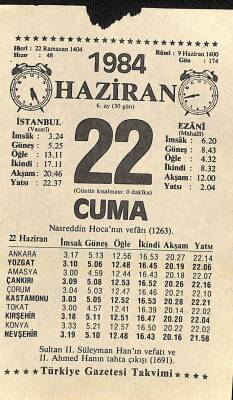 Hicrî : 22 Ramazan 1404
Hızır : 48
Rûmî : 9 Haziran 1400
Gün : 174
1984
HAZİRAN
6. ay (30 gün)
İSTANBUL
(Vasatî)
İmsâk : 3.24
Güneş : 5.25
Öğle : 13.11
İkindi : 17.11
Akşam : 20.46
Yatsı : 22.37
22
EZÂNÎ
(Mahallî)
İmsâk : 6.20
Güneş : 8.43
Öğle : 4.32
İkindi : 8.32
Akşam : 12.00
Yatsı : 2.04
(Günün kısalması: 0 dakika)
CUMA
Nasreddin Hoca'nın vefâtı (1263).
22 Haziran İmsak Güneş Öğle İkindi Akşam Yatsı
ANKARA 3.17 5.13 12.56 16.53 20.27 22.14
YOZGAT 3.10 5.06 12.48 16.45 20.19 22.06
AMASYA 3.00 4.59 12.44 16.43 20.18 22.07
ÇANKIRI 3.09 5.08 12.53 16.52 20.26 22.16
ÇORUM 3.04 5.03 12.47 16.46 20.21 22.10
KASTAMONU 3.03 5.05 12.52 16.53 20.28 22.21
TOKAT 3.00 4.57 12.41 16.39 20.14 22.02
KIRŞEHİR 3.18 5.11 12.51 16.47 20.20 22.04
KONYA 3.33 5.21 12.57 16.50 20.22 22.02
NEVŞEHİR 3.19 5.10 12.48 16.43 20.16 21.58
Sultan II. Süleyman Han'ın vefatı ve
II. Ahmed Hanın tahta çıkışı (1691).
★★★★ Türkiye Gazetesi Takvimi ★★★★